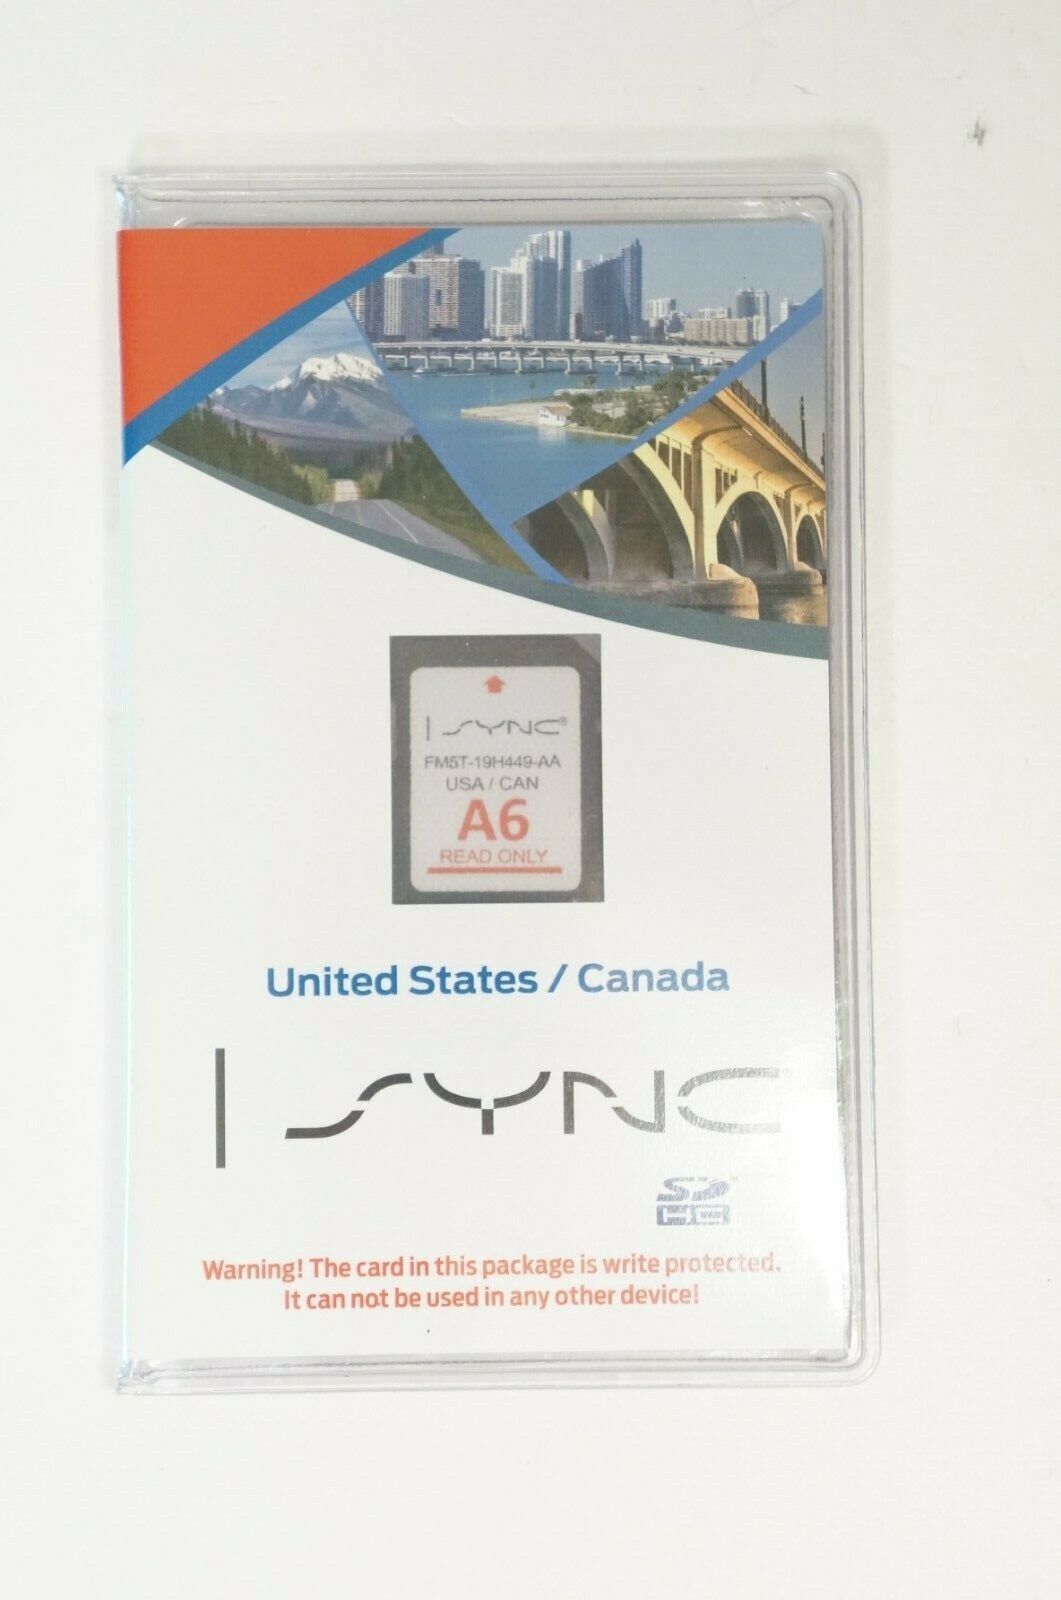 SYNC®
FM5T-19H449-AA
USA / CAN
A6
READ ONLY
United States / Canada
SYNC®
SD™
HC
Warning! The card in this package is write protected.
It can not be used in any other device!